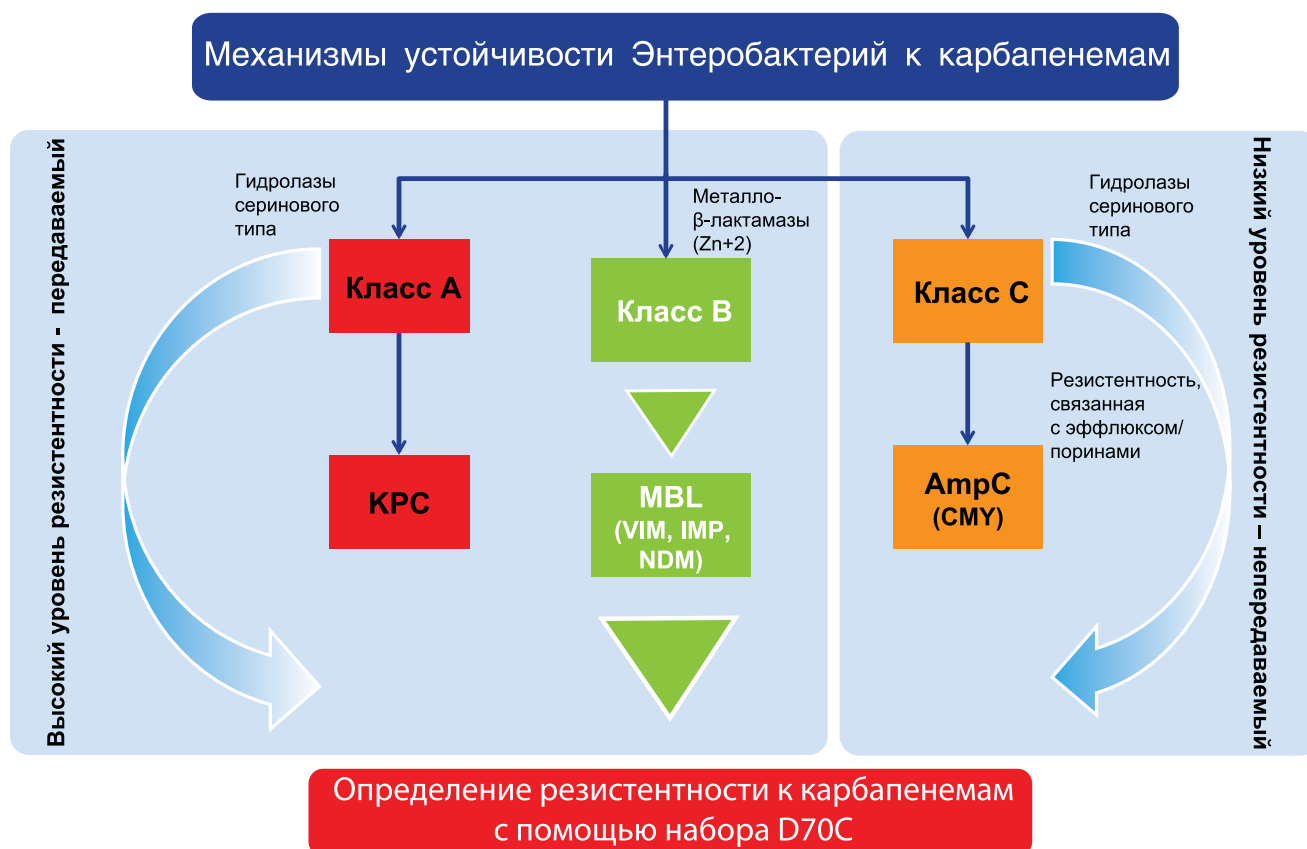 Механизмы устойчивости Энтеробактерий к карбапенемам
Высокий уровень резистентности - передаваемый
Гидролазы
серинового
типа
Класс А
KPC
Металло-
β-лактамазы
(Zn+2)
Класс В
MBL
(VIM, IMP,
NDM)
Гидролазы
серинового
типа
Класс С
Резистентность,
связанная
с эффлюксом/
поринами
AmpC
(CMY)
Низкий уровень резистентности – непередаваемый
Определение резистентности к карбапенемам
с помощью набора D70C